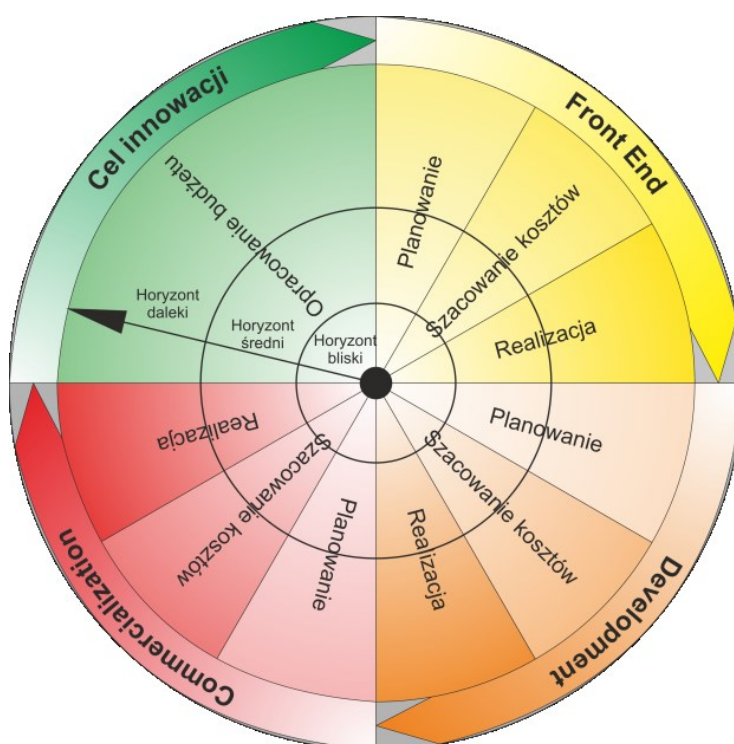 Cel innowacji
Opracowanie budżetu
Horyzont
daleki
Horyzont
średni
Horyzont
bliski
Front End
Planowanie
Szacowanie kosztów
Realizacja
Development
Planowanie
Szacowanie kosztów
Realizacja
Commercialization
Planowanie
Szacowanie kosztów
Realizacja